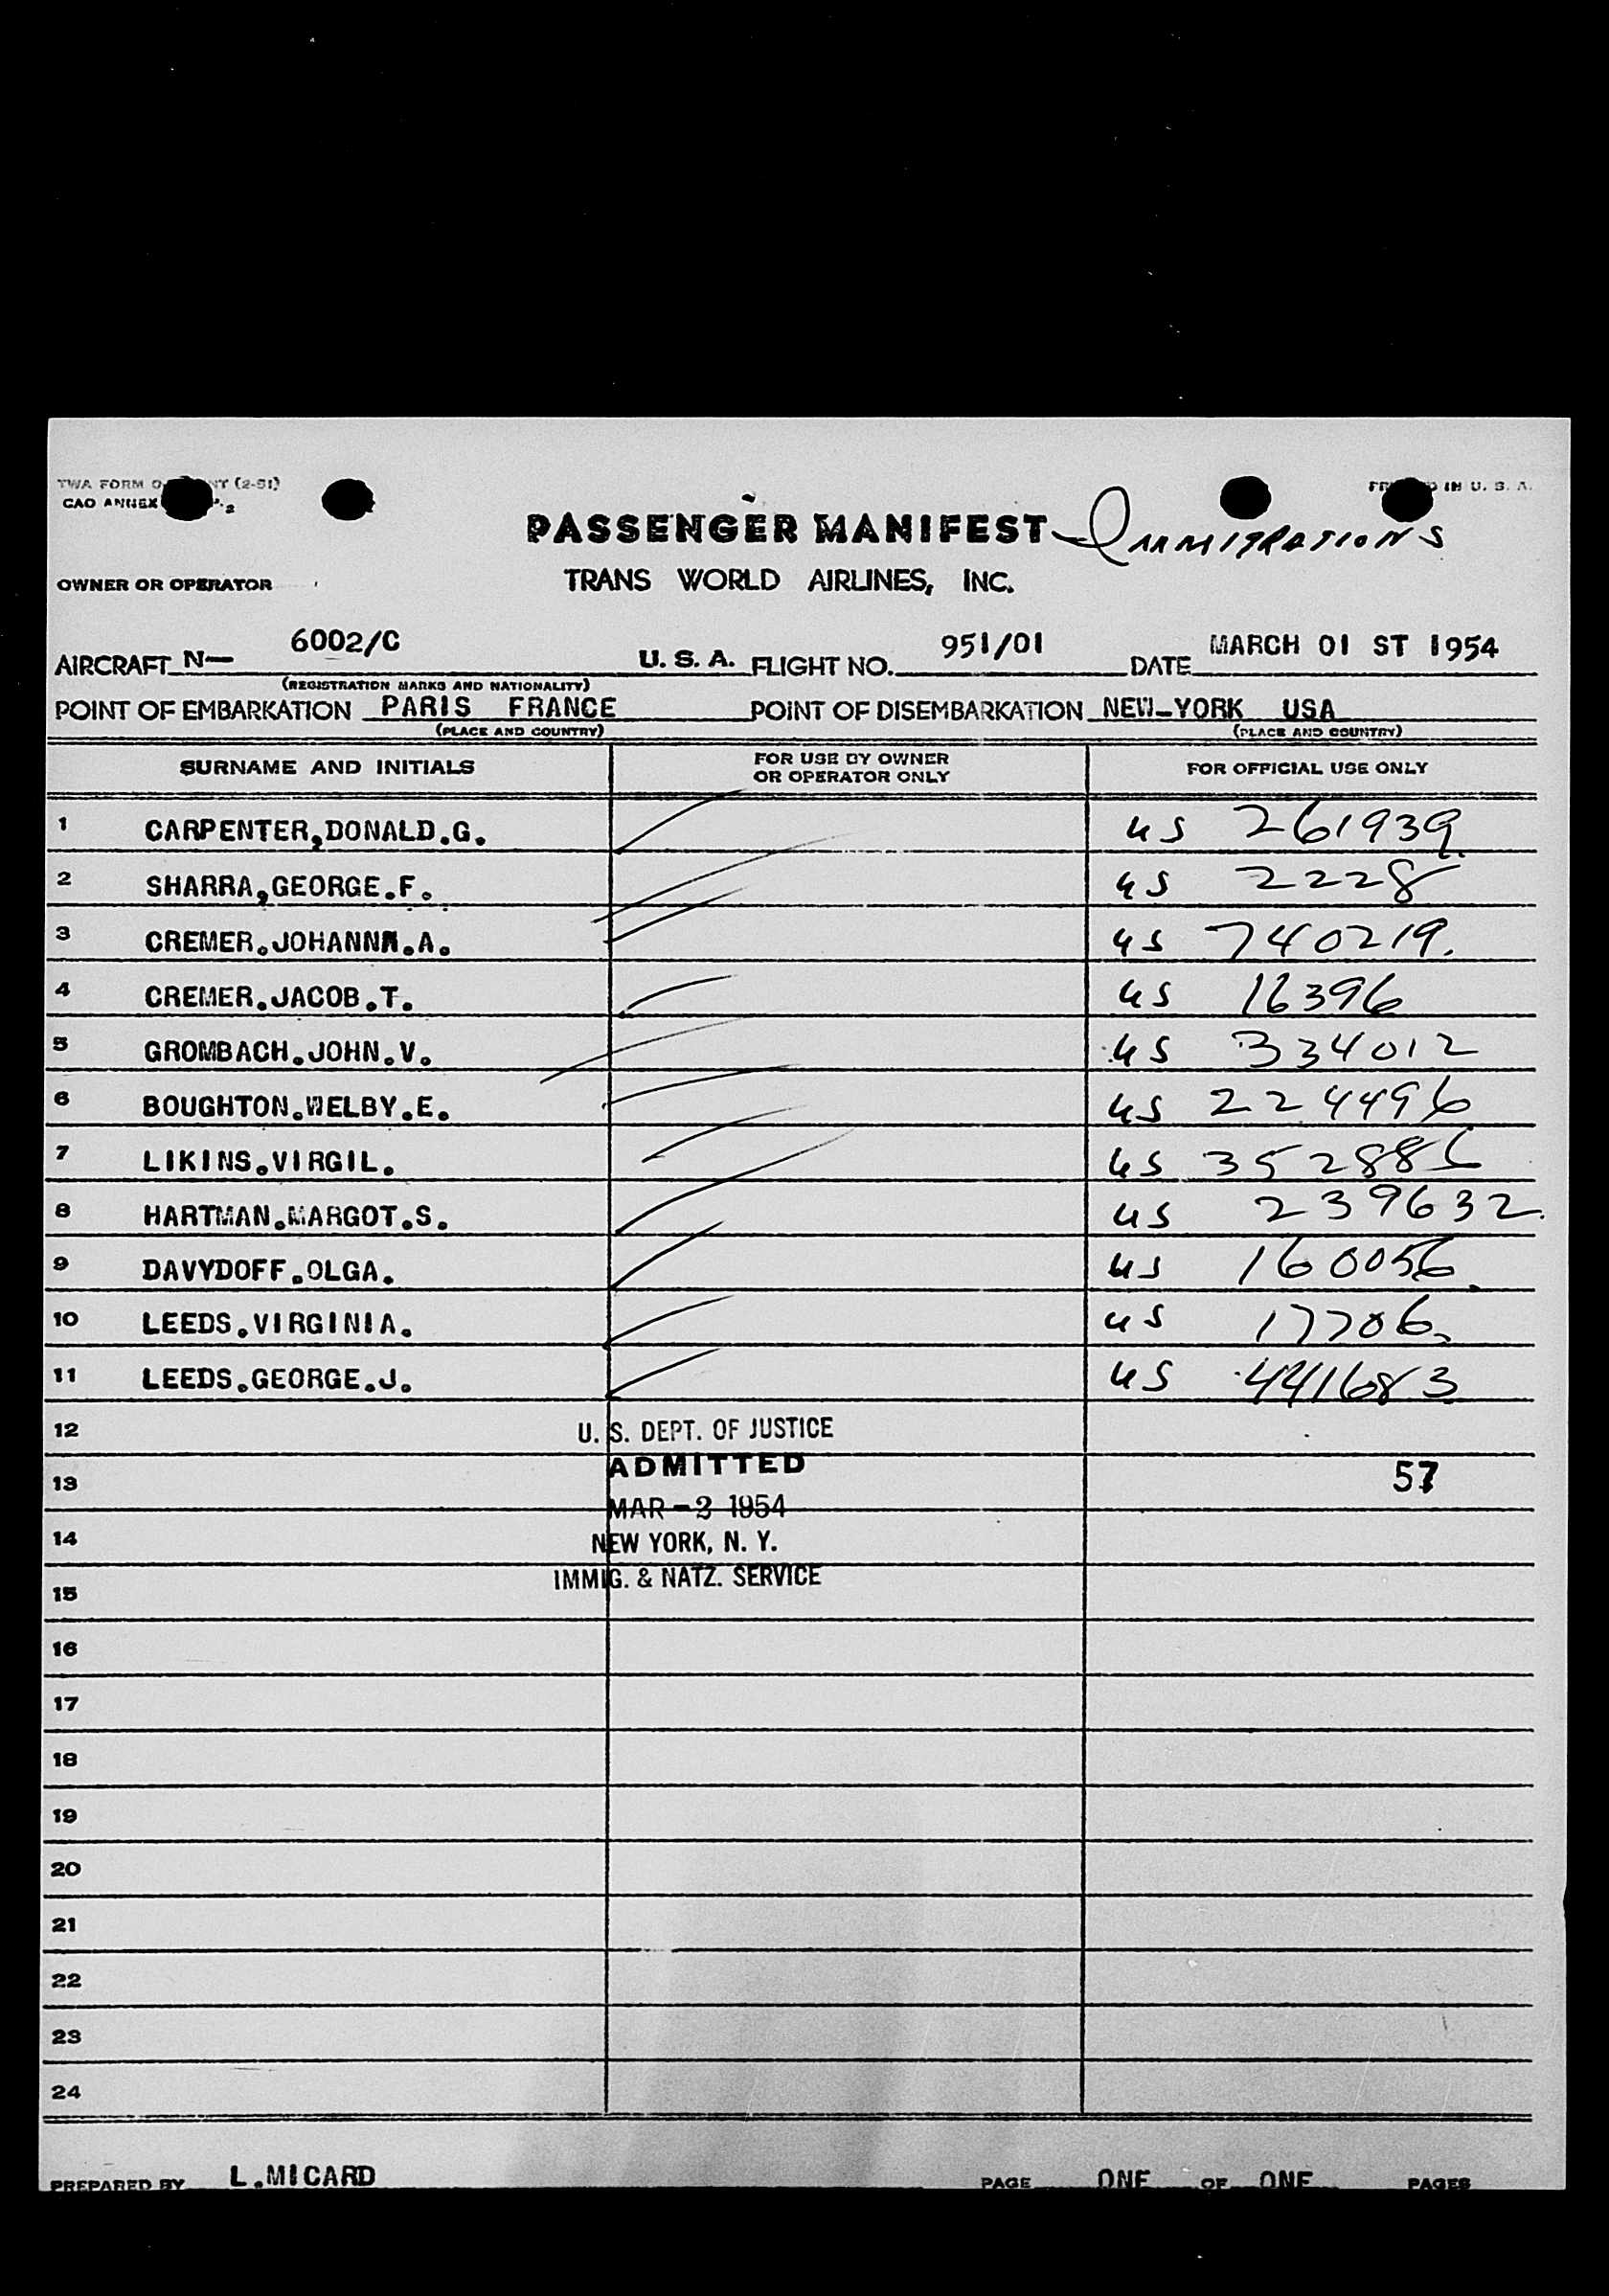 TWA FORM O NT (2-51)
CAO ANNEX 2
IN U. S. A.
PASSENGER MANIFEST Immigrations
OWNER OR OPERATOR TRANS WORLD AIRLINES, INC.
AIRCRAFT N— 6002/C U. S. A. FLIGHT NO. 951/01 DATE MARCH 01 ST 1954
(REGISTRATION MARKS AND NATIONALITY)
POINT OF EMBARKATION PARIS FRANCE POINT OF DISEMBARKATION NEW-YORK USA
(PLACE AND COUNTRY) (PLACE AND COUNTRY)
SURNAME AND INITIALS FOR USE BY OWNER OR OPERATOR ONLY FOR OFFICIAL USE ONLY
1 CARPENTER,DONALD.G. US 261939
2 SHARRA,GEORGE.F. US 2228
3 CREMER.JOHANNA.A. US 740219.
4 CREMER.JACOB.T. US 16396
5 GROMBACH.JOHN.V. US 334012
6 BOUGHTON.WELBY.E. US 224496
7 LIKINS.VIRGIL. US 352886
8 HARTMAN.MARGOT.S. US 239632.
9 DAVYDOFF.OLGA. US 160056
10 LEEDS.VIRGINIA. US 17706
11 LEEDS.GEORGE.J. US 441683
12 U. S. DEPT. OF JUSTICE
13 ADMITTED 57
MAR - 2 1954
14 NEW YORK, N. Y.
15 IMMIG. & NATZ. SERVICE
16
17
18
19
20
21
22
23
24
PREPARED BY L.MICARD PAGE ONE OF ONE PAGES